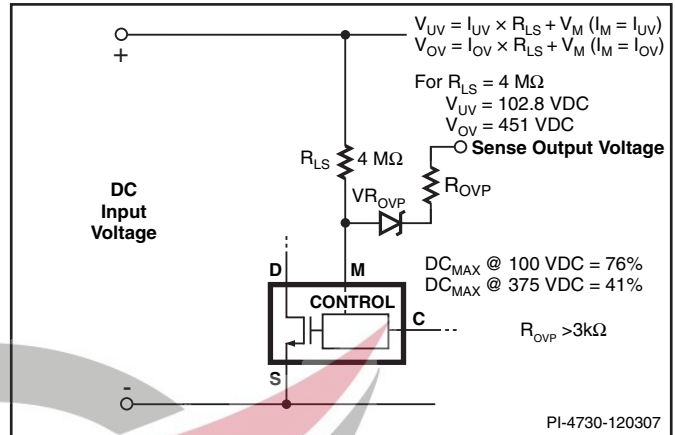 V_UV = I_UV × R_LS + V_M (I_M = I_UV)
V_OV = I_OV × R_LS + V_M (I_M = I_OV)
+
For R_LS = 4 MΩ
V_UV = 102.8 VDC
V_OV = 451 VDC
Sense Output Voltage
R_LS
4 MΩ
R_OVP
VR_OVP
DC
Input
Voltage
D
M
DC_MAX @ 100 VDC = 76%
DC_MAX @ 375 VDC = 41%
CONTROL
C
R_OVP >3kΩ
S
-
PI-4730-120307